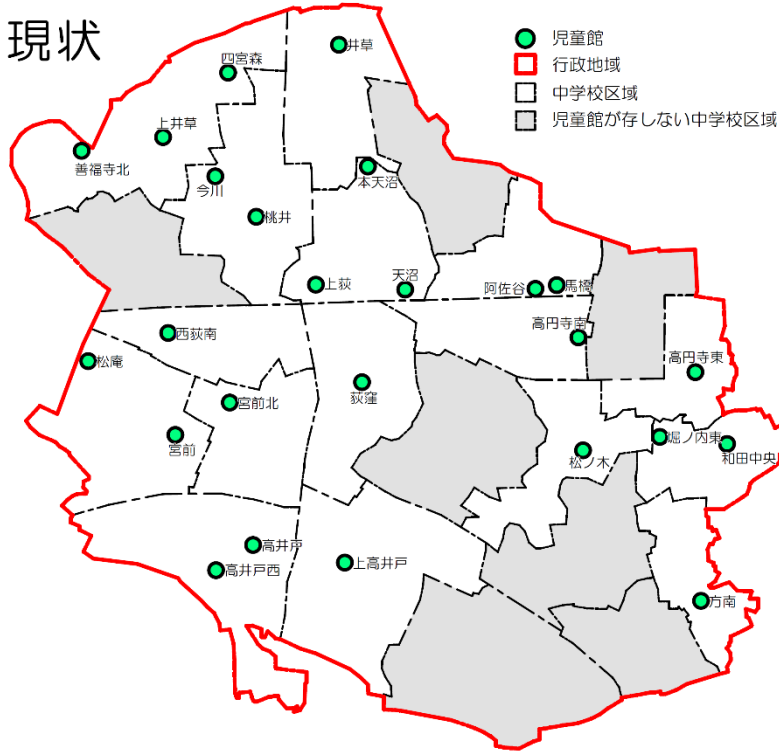 現状
児童館
行政地域
中学校区域
児童館が存しない中学校区域
井草
四宮森
上井草
善福寺北
今川
本天沼
桃井
上荻
天沼
阿佐谷
馬橋
西荻南
高円寺南
松庵
高円寺東
荻窪
宮前北
宮前
堀ノ内東
松ノ木
和田中央
高井戸
高井戸西
上高井戸
方南